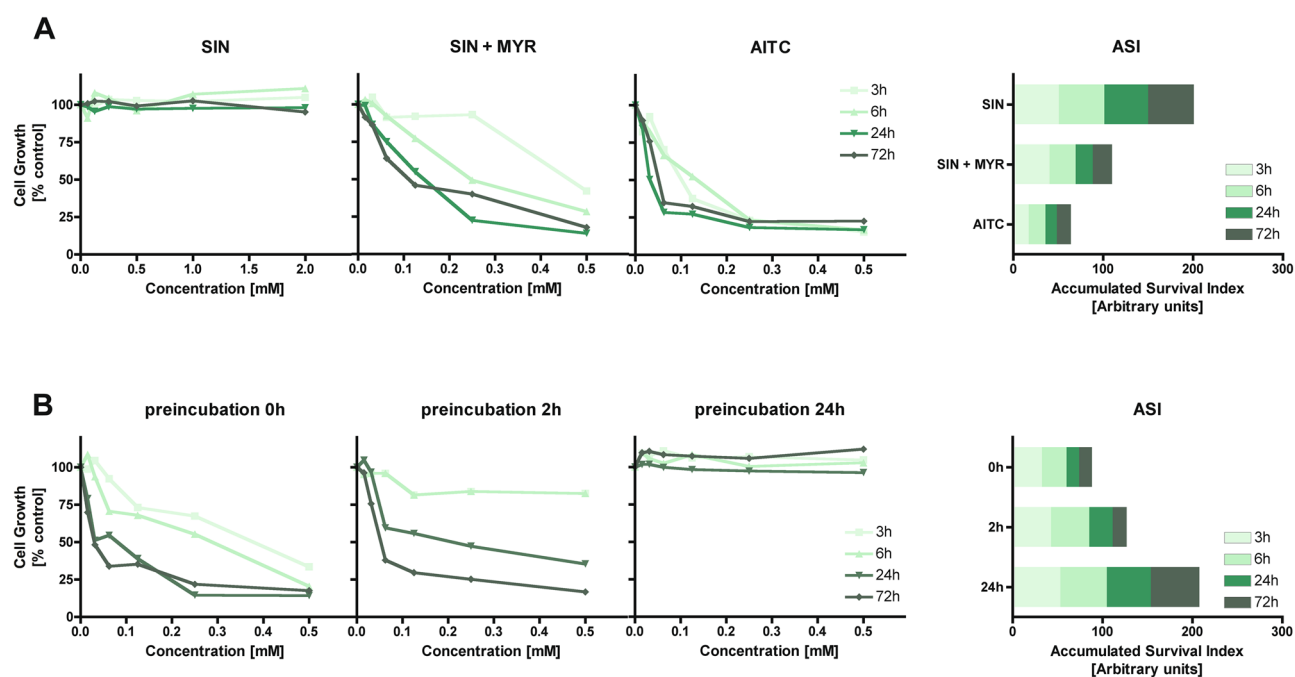 A
SIN
SIN + MYR
AITC
ASI
Cell Growth
[% control]
100
75
50
25
0
0.0 0.5 1.0 1.5 2.0
Concentration [mM]
0.0 0.1 0.2 0.3 0.4 0.5
Concentration [mM]
3h
6h
24h
72h
0.0 0.1 0.2 0.3 0.4 0.5
Concentration [mM]
SIN
SIN + MYR
AITC
3h
6h
24h
72h
0 100 200 300
Accumulated Survival Index
[Arbitrary units]
B
preincubation 0h
preincubation 2h
preincubation 24h
ASI
Cell Growth
[% control]
100
75
50
25
0
0.0 0.1 0.2 0.3 0.4 0.5
Concentration [mM]
0.0 0.1 0.2 0.3 0.4 0.5
Concentration [mM]
3h
6h
24h
72h
0.0 0.1 0.2 0.3 0.4 0.5
Concentration [mM]
0h
2h
24h
3h
6h
24h
72h
0 100 200 300
Accumulated Survival Index
[Arbitrary units]